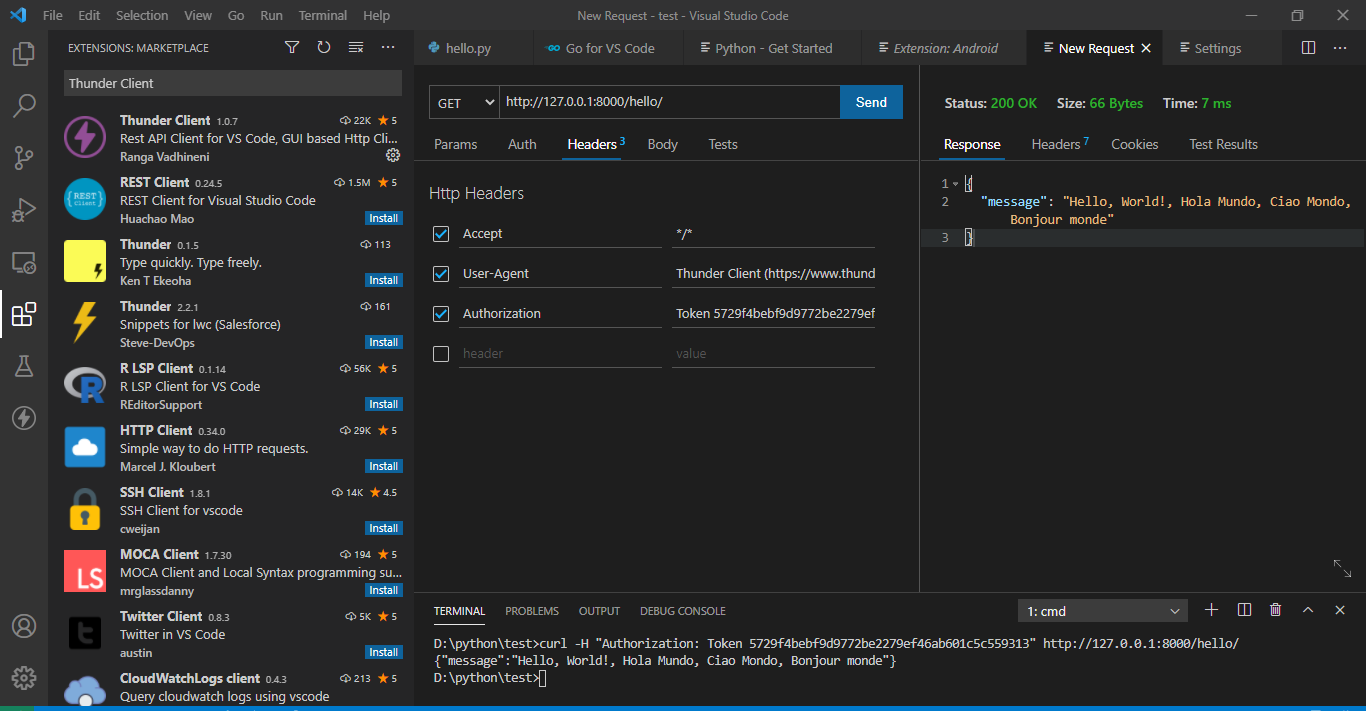 File Edit Selection View Go Run Terminal Help
New Request - test - Visual Studio Code
EXTENSIONS: MARKETPLACE
Thunder Client
Thunder Client 1.0.7 22K 5
Rest API Client for VS Code, GUI based Http Cli...
Ranga Vadhineni
REST Client 0.24.5 1.5M 5
REST Client for Visual Studio Code
Huachao Mao Install
Thunder 0.1.5 113
Type quickly. Type freely.
Ken T Ekeoha Install
Thunder 2.2.1 161
Snippets for lwc (Salesforce)
Steve-DevOps Install
R LSP Client 0.1.14 56K 5
R LSP Client for VS Code
REditorSupport Install
HTTP Client 0.34.0 29K 5
Simple way to do HTTP requests.
Marcel J. Kloubert Install
SSH Client 1.8.1 14K 4.5
SSH Client for vscode
cweijan Install
MOCA Client 1.7.30 194 5
MOCA Client and Local Syntax programming su...
mrglassdanny Install
Twitter Client 0.8.3 5K 5
Twitter in VS Code
austin Install
CloudWatchLogs client 0.4.3 213 5
Query cloudwatch logs using vscode
{REST}
Client
R
LS
t
hello.py Go for VS Code Python - Get Started Extension: Android New Request Settings
GET http://127.0.0.1:8000/hello/ Send
Params Auth Headers 3 Body Tests
Http Headers
Accept */*
User-Agent Thunder Client (https://www.thund
Authorization Token 5729f4bebf9d9772be2279ef
header value
Status: 200 OK Size: 66 Bytes Time: 7 ms
Response Headers 7 Cookies Test Results
1 {
2 "message": "Hello, World!, Hola Mundo, Ciao Mondo,
Bonjour monde"
3 }
TERMINAL PROBLEMS OUTPUT DEBUG CONSOLE 1: cmd
D:\python\test>curl -H "Authorization: Token 5729f4bebf9d9772be2279ef46ab601c5c559313" http://127.0.0.1:8000/hello/
{"message":"Hello, World!, Hola Mundo, Ciao Mondo, Bonjour monde"}
D:\python\test>